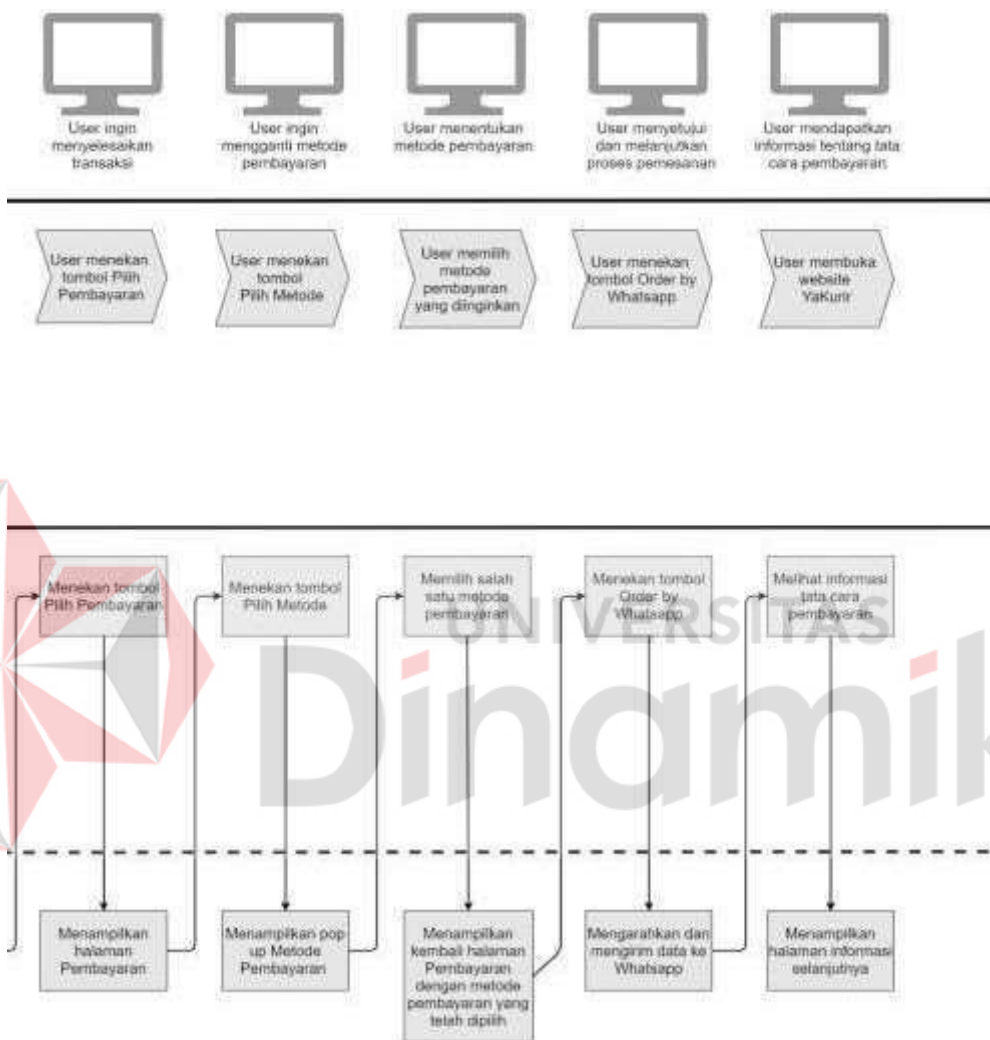 User ingin
menyelesaikan
transaksi
User ingin
mengganti metode
pembayaran
User menentukan
metode pembayaran
User menyetujui
dan melanjutkan
proses pemesanan
User mendapatkan
informasi tentang tata
cara pembayaran
User menekan
tombol Pilih
Pembayaran
User menekan
tombol
Pilih Metode
User memilih
metode
pembayaran
yang diinginkan
User menekan
tombol Order by
Whatsapp
User membuka
website
YaKurir
Menekan tombol
Pilih Pembayaran
Menekan tombol
Pilih Metode
Memilih salah
satu metode
pembayaran
Menekan tombol
Order by
Whatsapp
Melihat informasi
tata cara
pembayaran
UNIVERSITAS
Dinamik
Menampilkan
halaman
Pembayaran
Menampilkan pop
up Metode
Pembayaran
Menampilkan
kembali halaman
Pembayaran
dengan metode
pembayaran yang
telah dipilih
Mengarahkan dan
mengirim data ke
Whatsapp
Menampilkan
halaman informasi
selanjutnya